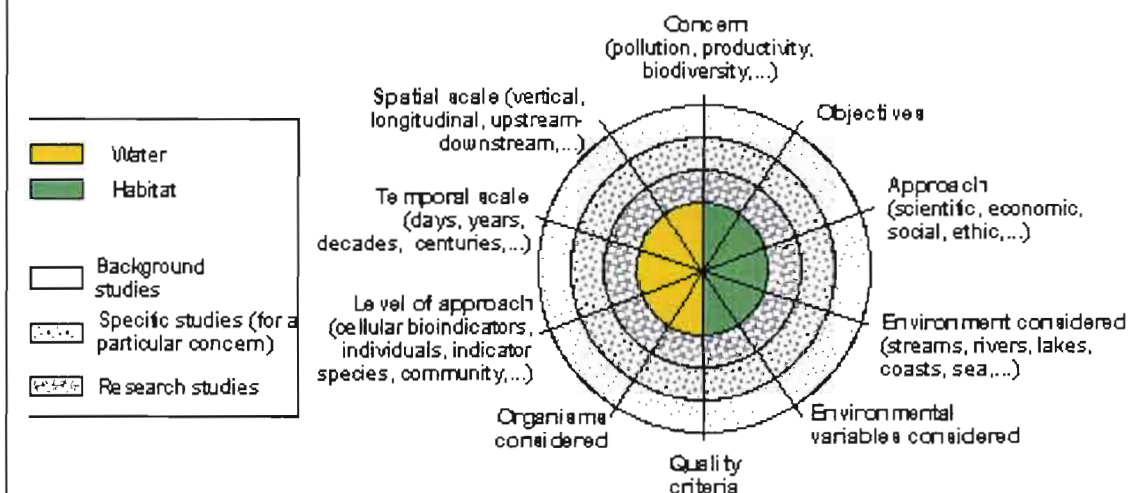 Concern
(pollution, productivity,
biodiversity,...)
Spatial scale (vertical,
longitudinal, upstream-
downstream,...)
Objectives
Water
Habitat
Temporal scale
(days, years,
decades, centuries,...)
Approach
(scientific, economic,
social, ethic,...)
Background
studies
Specific studies (for a
particular concern)
Research studies
Level of approach
(cellular bioindicators,
individuals, indicator
species, community,...)
Environment considered
(streams, rivers, lakes,
coasts, sea,...)
Organisms
considered
Environmental
variables considered
Quality
criteria